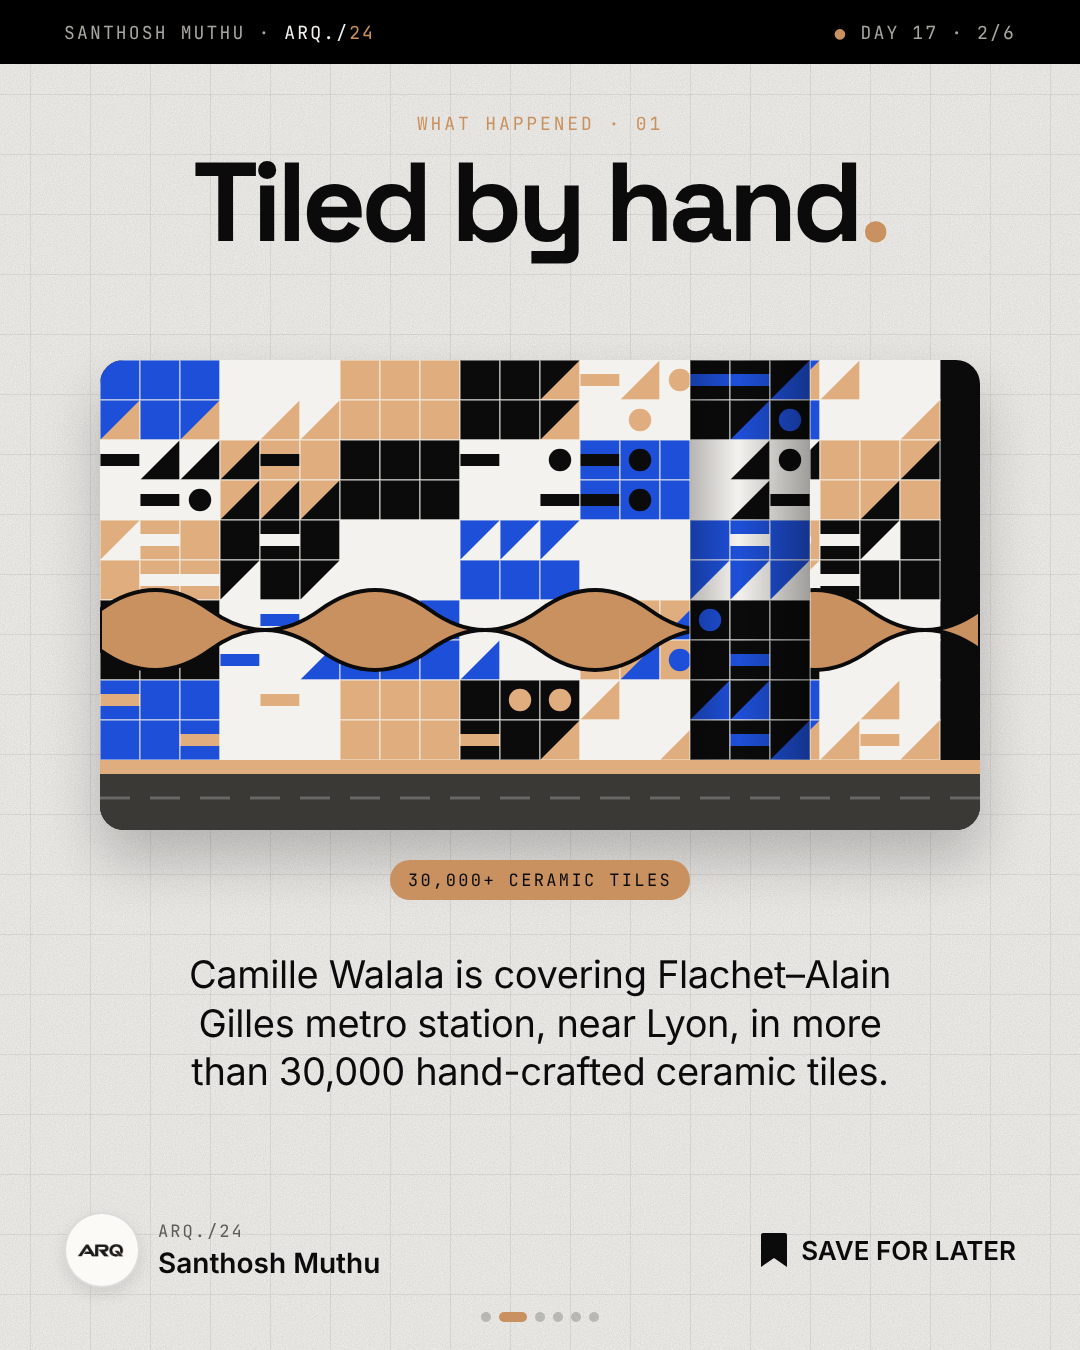 SANTHOSH MUTHU · ARQ./24
DAY 17 · 2/6
WHAT HAPPENED · 01
Tiled by hand.
30,000+ CERAMIC TILES
Camille Walala is covering Flachet–Alain
Gilles metro station, near Lyon, in more
than 30,000 hand-crafted ceramic tiles.
ARQ
ARQ./24
Santhosh Muthu
SAVE FOR LATER